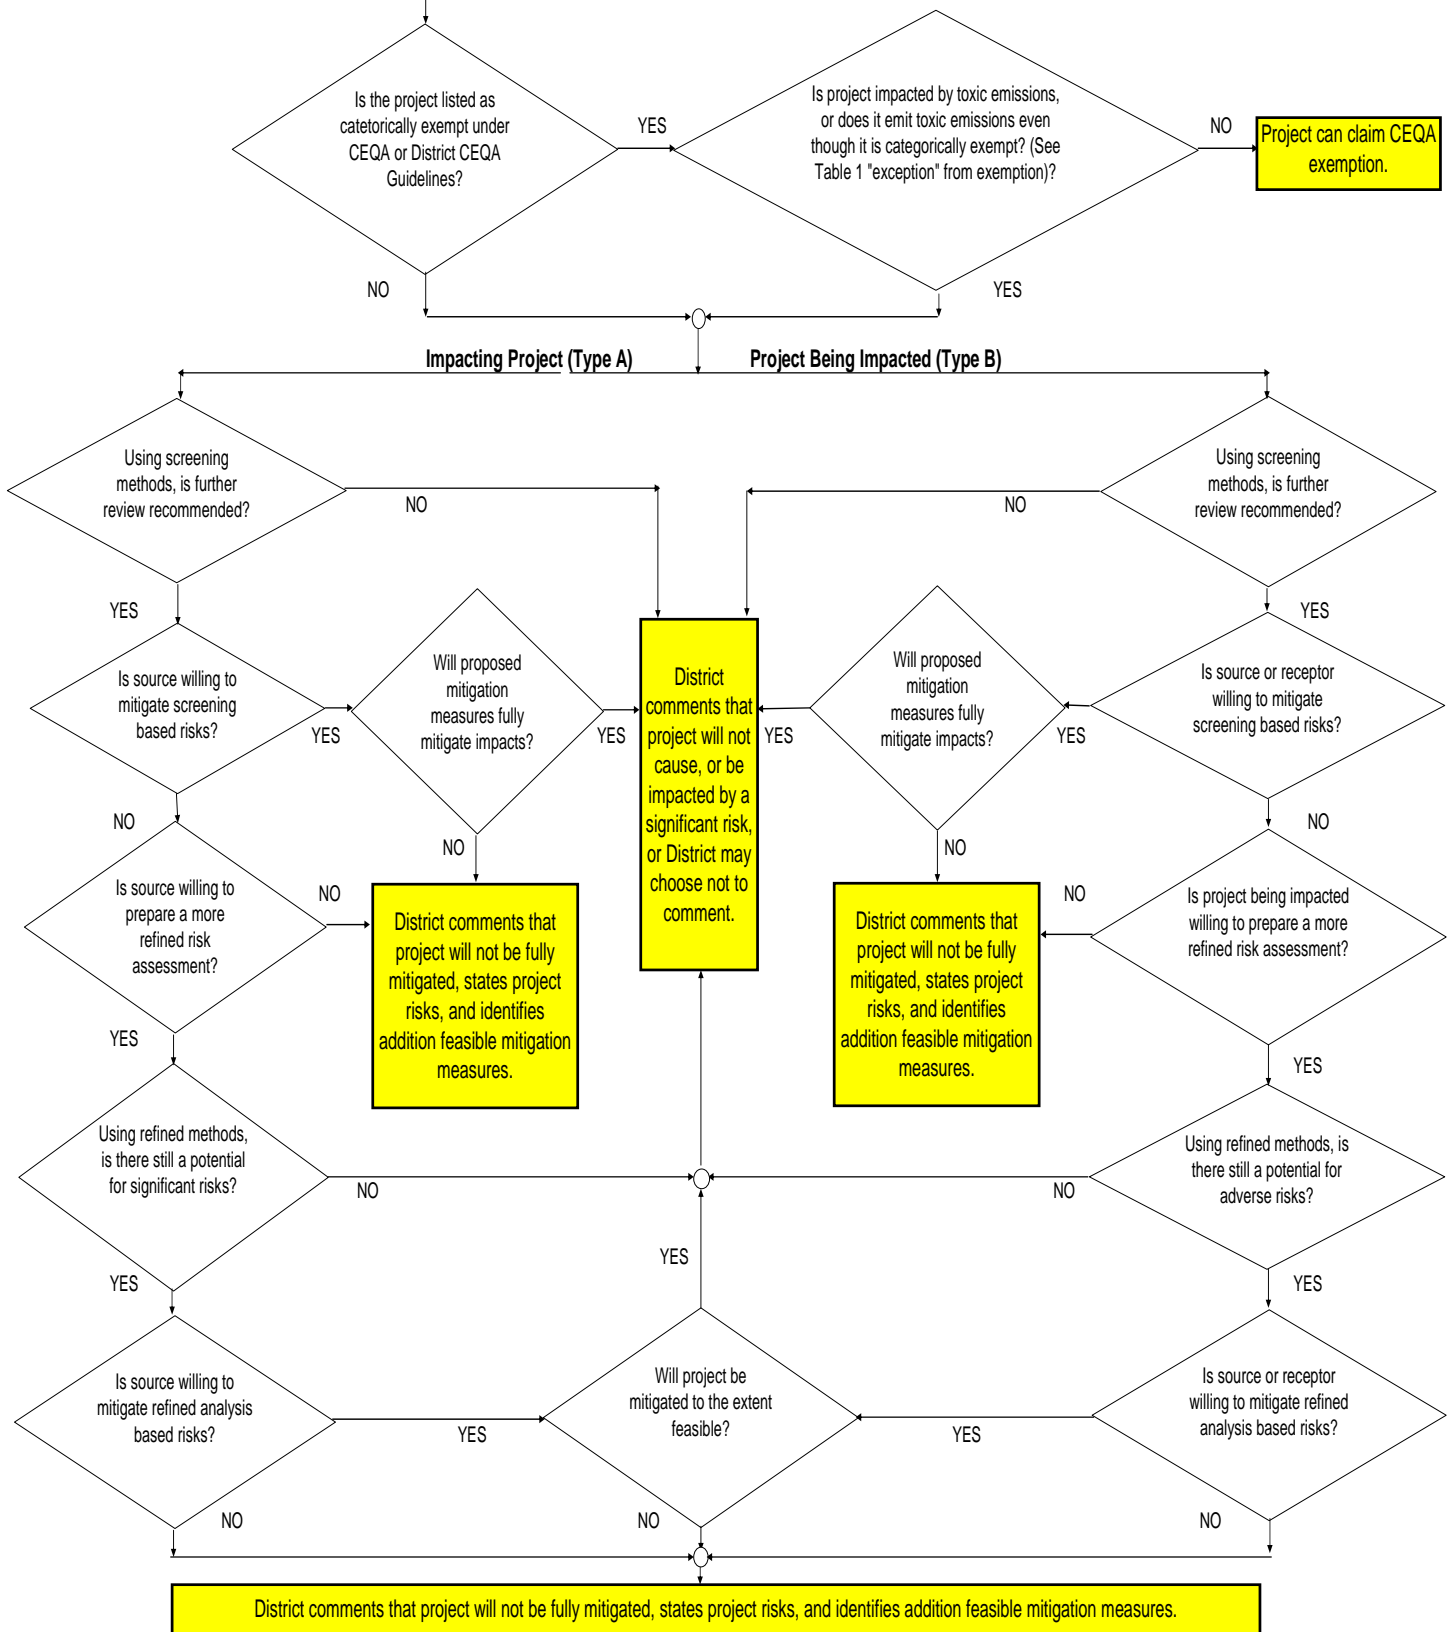 Is the project listed as
catetorically exempt under
CEQA or District CEQA
Guidelines?
YES
Is project impacted by toxic emissions,
or does it emit toxic emissions even
though it is categorically exempt? (See
Table 1 "exception" from exemption)?
NO
Project can claim CEQA
exemption.
NO
YES
Impacting Project (Type A)
Project Being Impacted (Type B)
Using screening
methods, is further
review recommended?
NO
NO
Using screening
methods, is further
review recommended?
YES
YES
Is source willing to
mitigate screening
based risks?
YES
Will proposed
mitigation
measures fully
mitigate impacts?
YES
District
comments that
project will not
cause, or be
impacted by a
significant risk,
or District may
choose not to
comment.
YES
Will proposed
mitigation
measures fully
mitigate impacts?
YES
Is source or receptor
willing to mitigate
screening based risks?
NO
NO
NO
NO
Is source willing to
prepare a more
refined risk
assessment?
NO
District comments that
project will not be fully
mitigated, states project
risks, and identifies
addition feasible mitigation
measures.
District comments that
project will not be fully
mitigated, states project
risks, and identifies
addition feasible mitigation
measures.
NO
Is project being impacted
willing to prepare a more
refined risk assessment?
YES
YES
Using refined methods,
is there still a potential
for significant risks?
NO
NO
Using refined methods, is
there still a potential for
adverse risks?
YES
YES
YES
Is source willing to
mitigate refined analysis
based risks?
YES
Will project be
mitigated to the extent
feasible?
YES
Is source or receptor
willing to mitigate refined
analysis based risks?
NO
NO
NO
District comments that project will not be fully mitigated, states project risks, and identifies addition feasible mitigation measures.